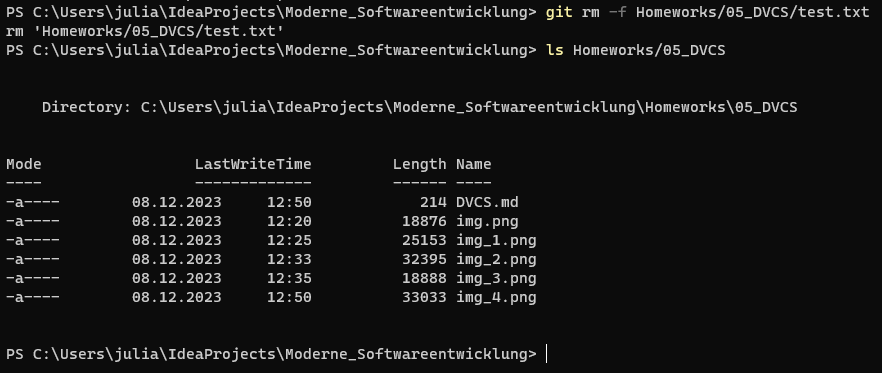 PS C:\Users\julia\IdeaProjects\Moderne_Softwareentwicklung> git rm -f Homeworks/05_DVCS/test.txt
rm 'Homeworks/05_DVCS/test.txt'
PS C:\Users\julia\IdeaProjects\Moderne_Softwareentwicklung> ls Homeworks/05_DVCS
    Directory: C:\Users\julia\IdeaProjects\Moderne_Softwareentwicklung\Homeworks\05_DVCS
Mode                 LastWriteTime         Length Name
----                 -------------         ------ ----
-a----        08.12.2023     12:50            214 DVCS.md
-a----        08.12.2023     12:20          18876 img.png
-a----        08.12.2023     12:25          25153 img_1.png
-a----        08.12.2023     12:33          32395 img_2.png
-a----        08.12.2023     12:35          18888 img_3.png
-a----        08.12.2023     12:50          33033 img_4.png
PS C:\Users\julia\IdeaProjects\Moderne_Softwareentwicklung>